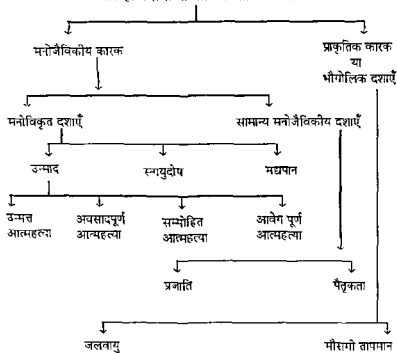 मनोजैविकीय कारक
प्राकृतिक कारक
या
भौगोलिक दशाएँ
मनोविकृत दशाएँ
सामान्य मनोजैविकीय दशाएँ
उन्माद
स्नायुदोष
मद्यपान
उन्मत्त
आत्महत्या
अवसादपूर्ण
आत्महत्या
सम्मोहित
आत्महत्या
आवेग पूर्ण
आत्महत्या
प्रजाति
पैतृकता
जलवायु
मौसमी तापमान